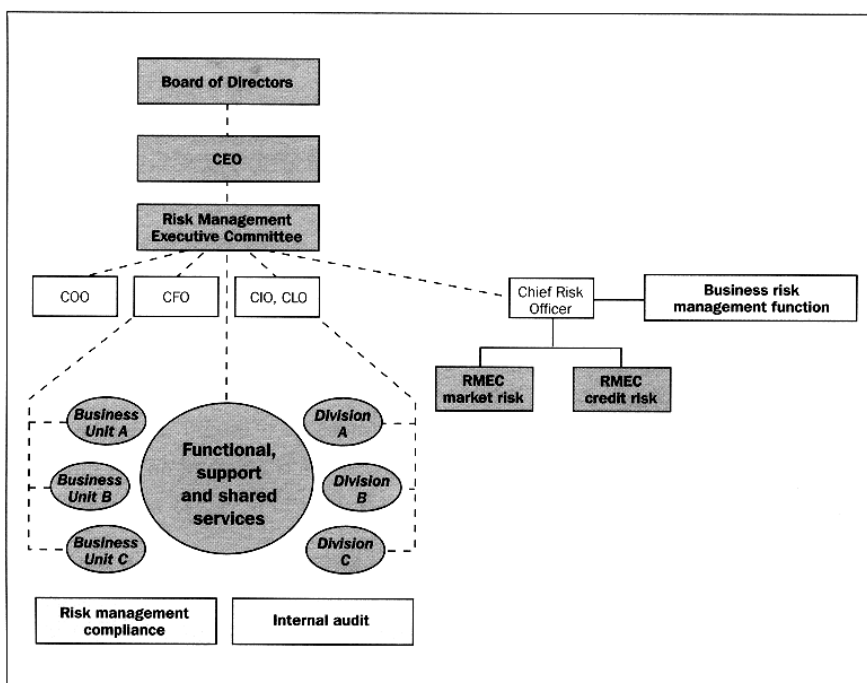 Board of Directors
CEO
Risk Management
Executive Committee
COO
CFO
CIO, CLO
Chief Risk
Officer
Business risk
management function
RMEC
market risk
RMEC
credit risk
Business
Unit A
Business
Unit B
Business
Unit C
Functional,
support
and shared
services
Division
A
Division
B
Division
C
Risk management
compliance
Internal audit